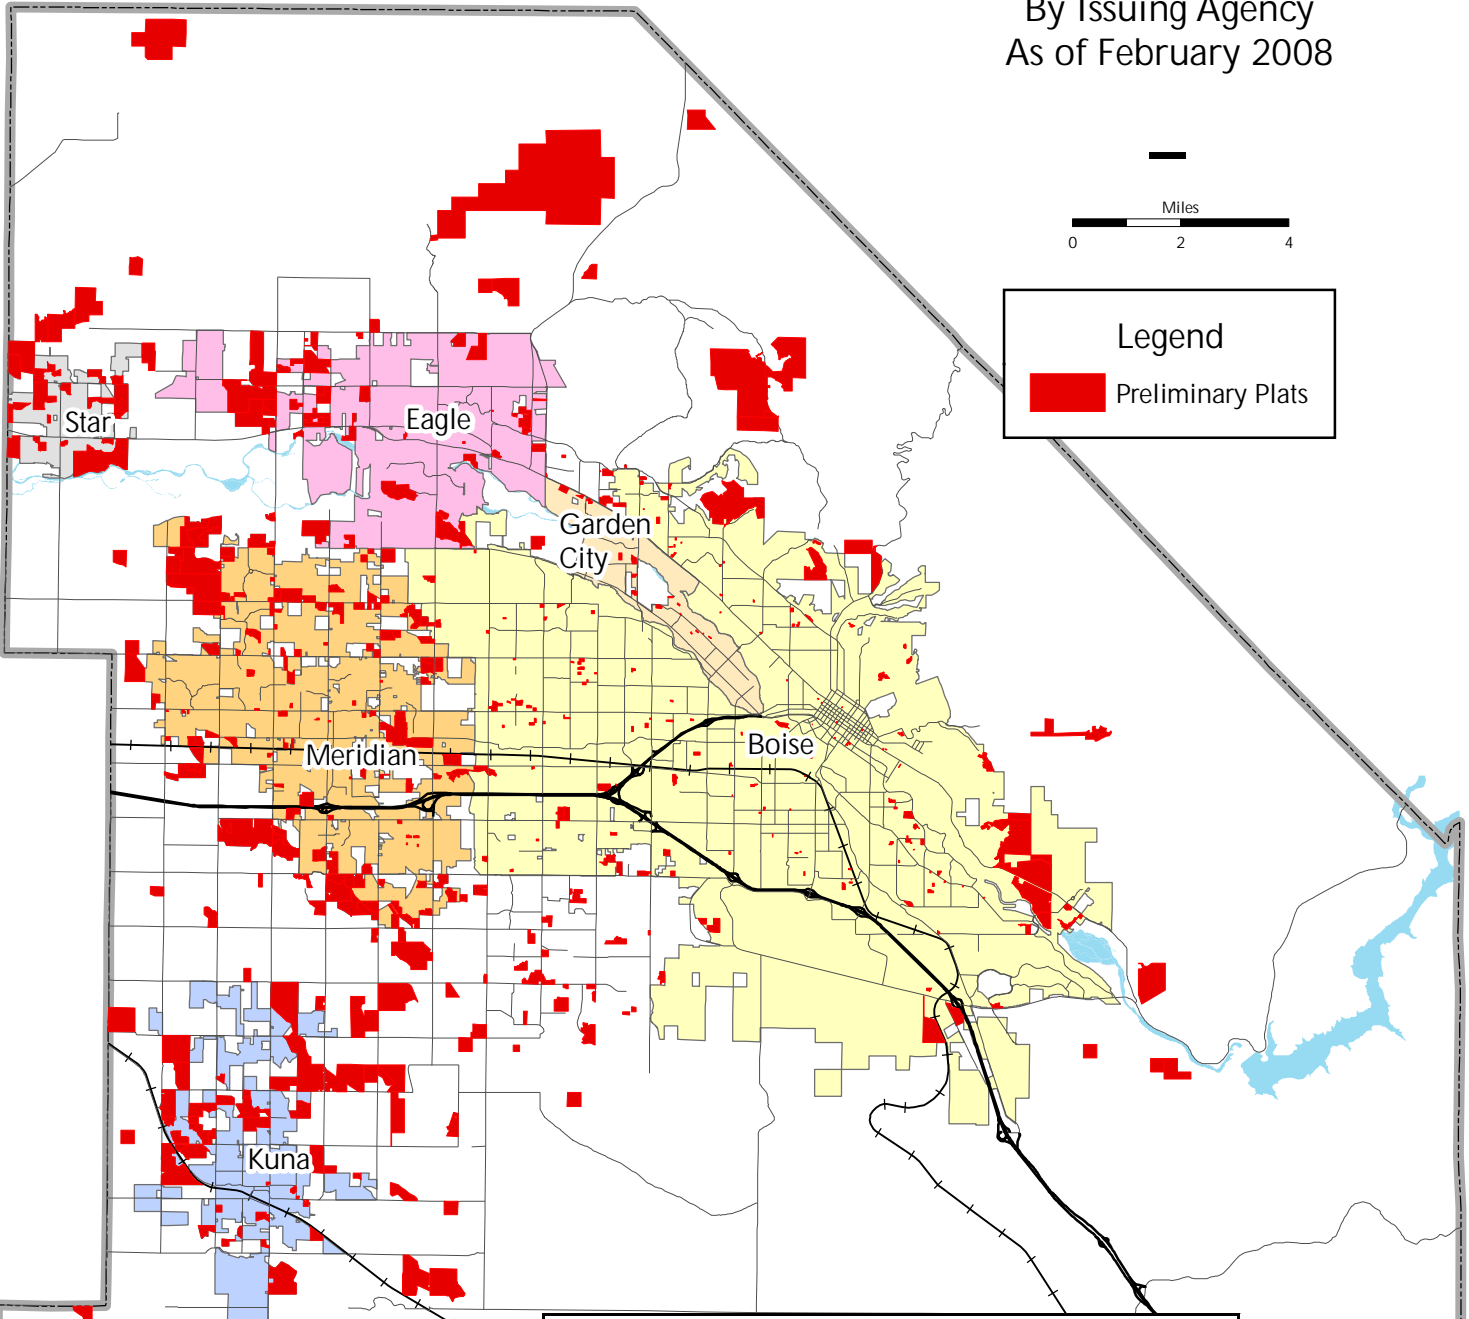 By Issuing Agency
As of February 2008
Miles
0 2 4
Legend
Preliminary Plats
Star
Eagle
Garden
City
Meridian
Boise
Kuna